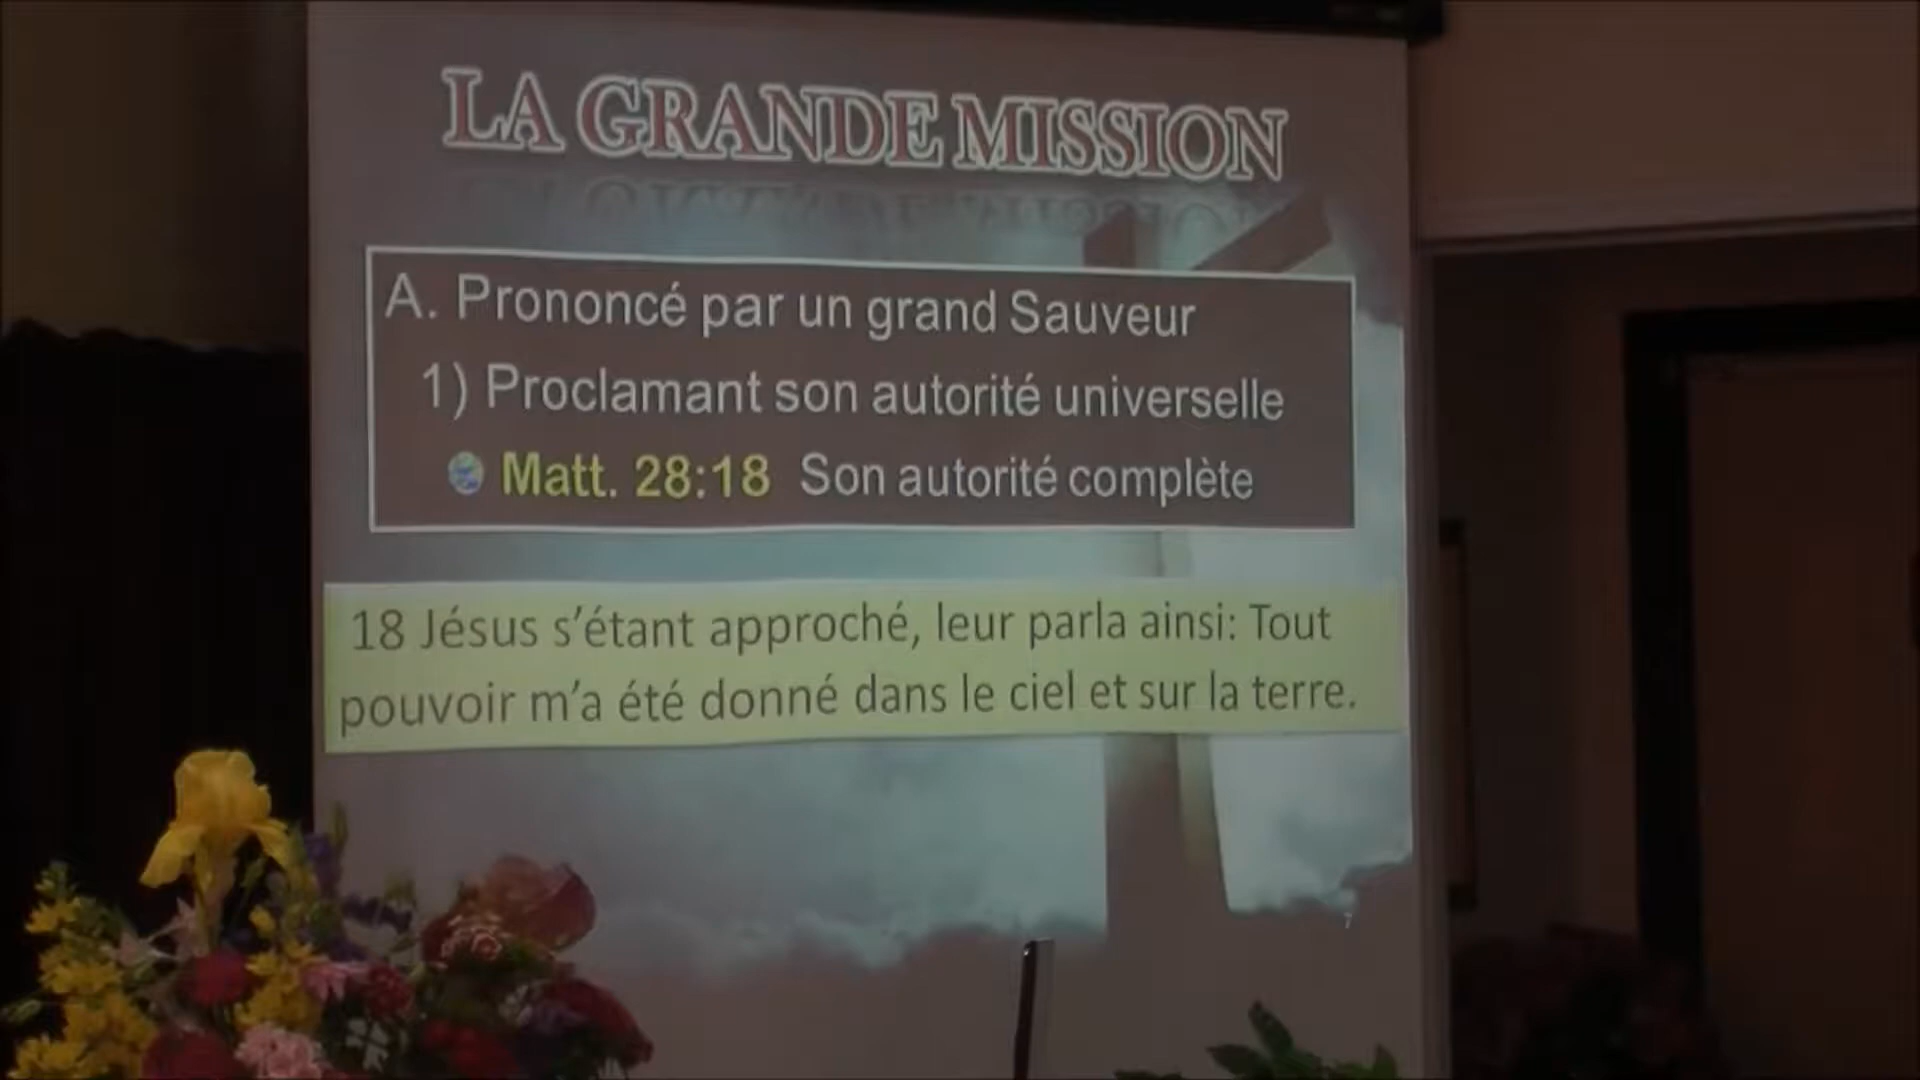 LA GRANDE MISSION
A. Prononcé par un grand Sauveur
1) Proclamant son autorité universelle
Matt. 28:18 Son autorité complète
18 Jésus s’étant approché, leur parla ainsi: Tout
pouvoir m’a été donné dans le ciel et sur la terre.
7